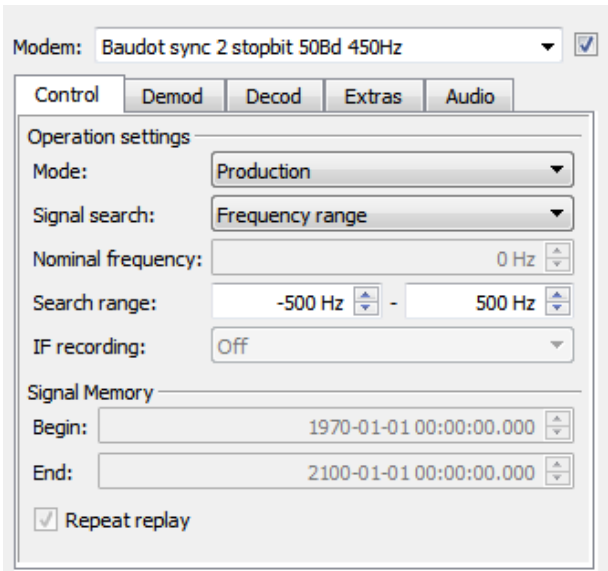 Modem: Baudot sync 2 stopbit 50Bd 450Hz
Control Demod Decod Extras Audio
Operation settings
Mode: Production
Signal search: Frequency range
Nominal frequency: 0 Hz
Search range: -500 Hz - 500 Hz
IF recording: Off
Signal Memory
Begin: 1970-01-01 00:00:00.000
End: 2100-01-01 00:00:00.000
Repeat replay